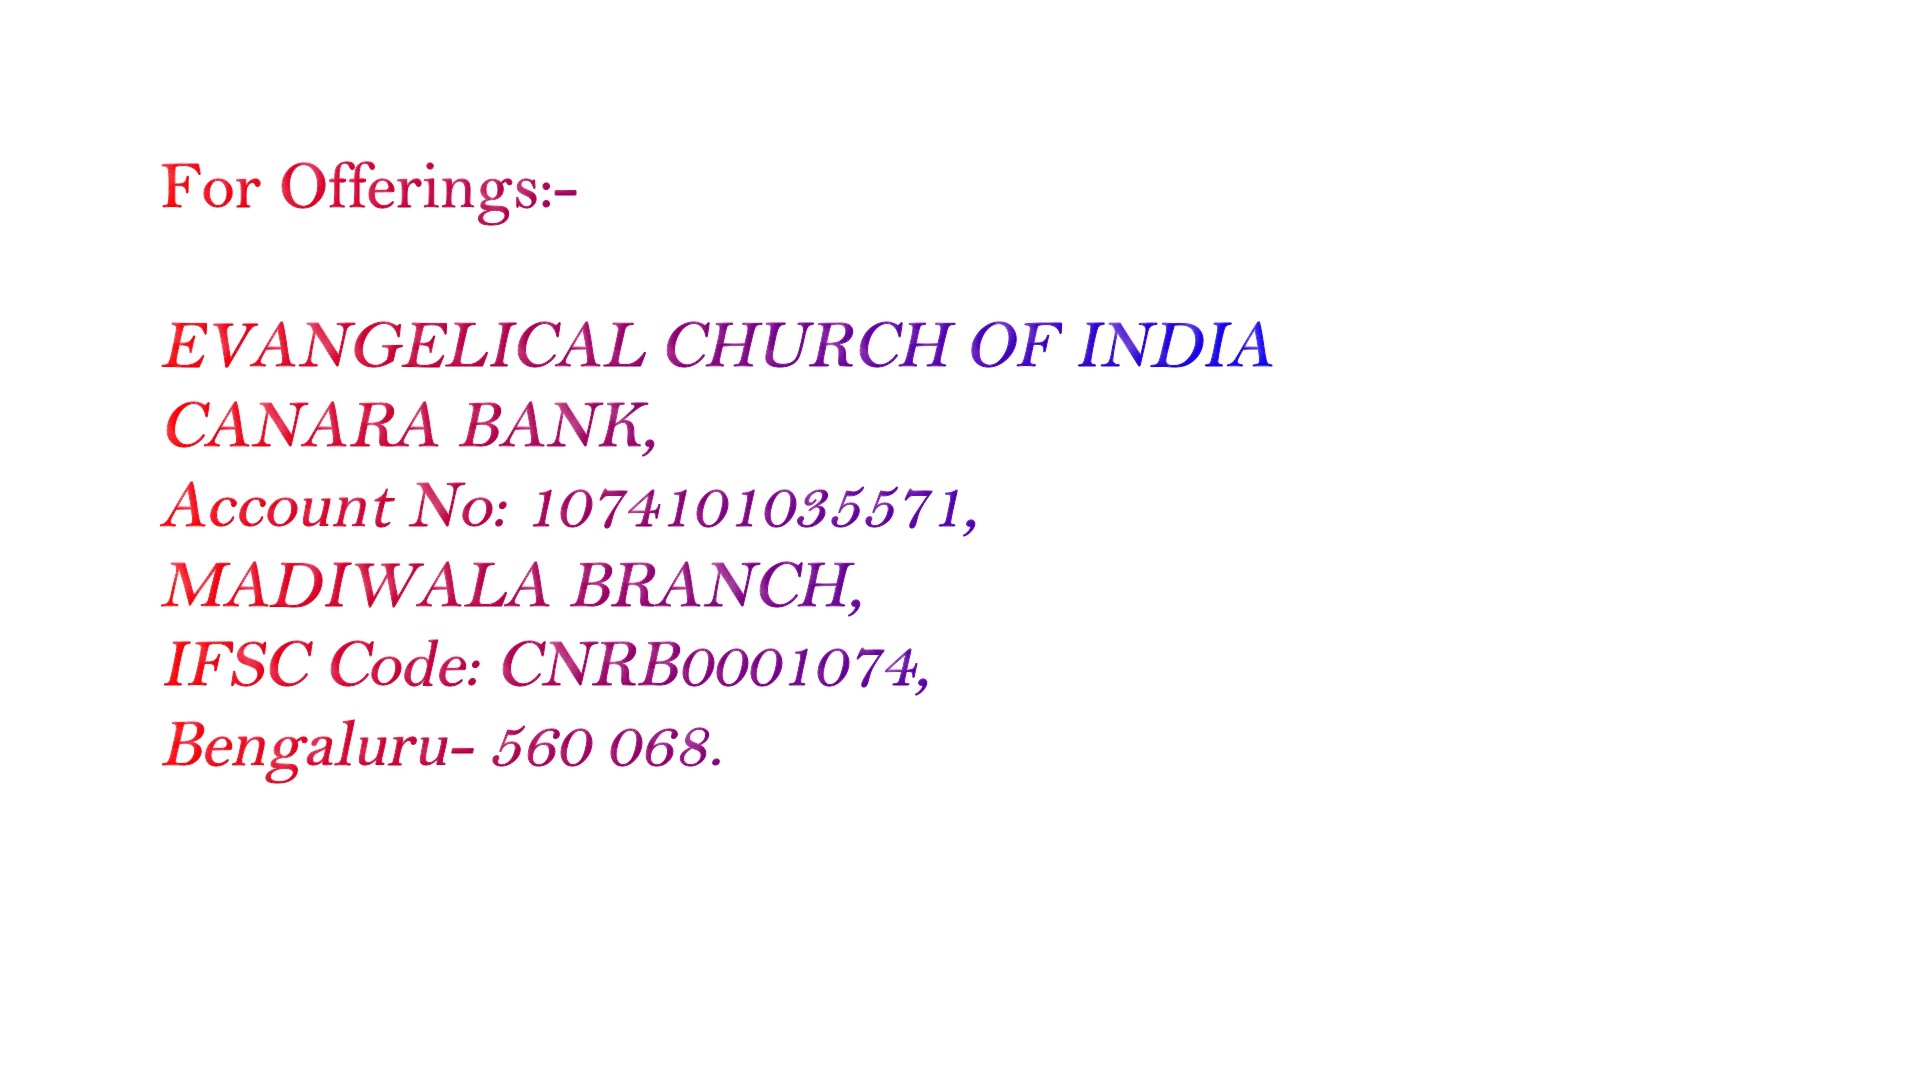 For Offerings:-
EVANGELICAL CHURCH OF INDIA
CANARA BANK,
Account No: 1074101035571,
MADIWALA BRANCH,
IFSC Code: CNRB0001074,
Bengaluru- 560 068.